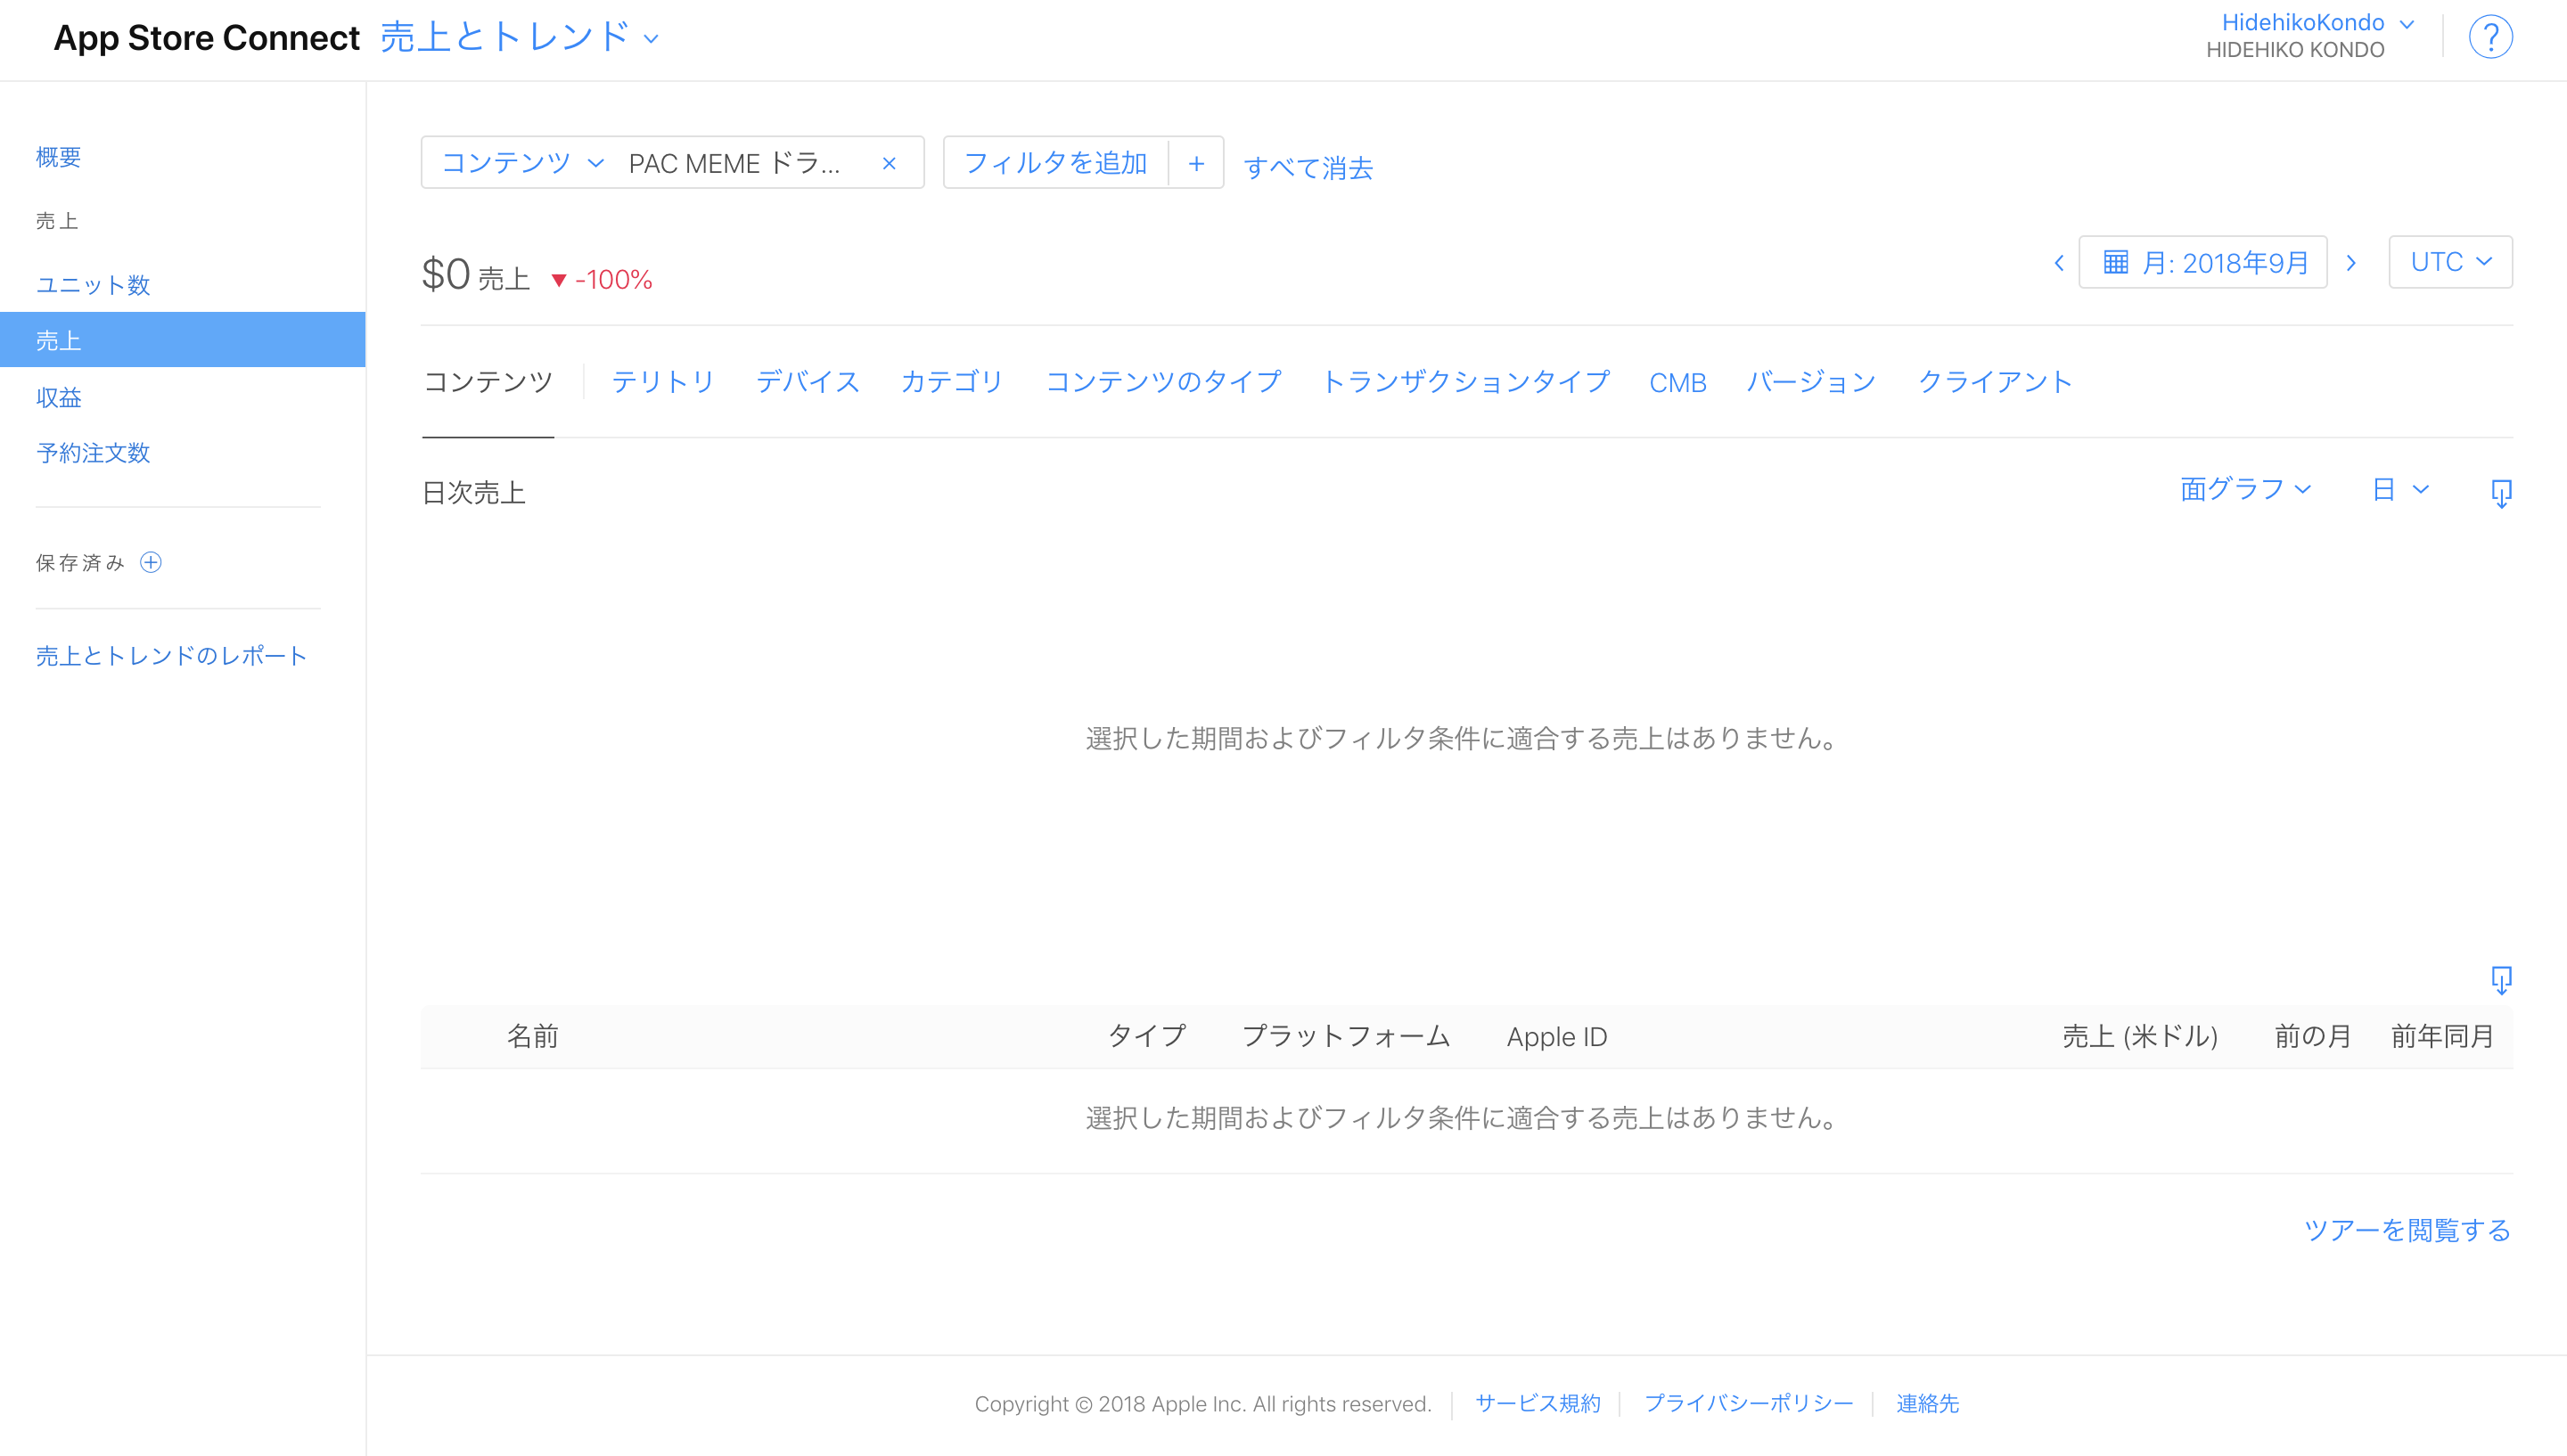 App Store Connect 売上とトレンド
HidehikoKondo
HIDEHIKO KONDO
?
概要
売上
ユニット数
売上
収益
予約注文数
保存済み
売上とトレンドのレポート
コンテンツ PAC MEME ドラ... × フィルタを追加 + すべて消去
$0 売上 ▼ -100%
月: 2018年9月 UTC
コンテンツ テリトリ デバイス カテゴリ コンテンツのタイプ トランザクションタイプ CMB バージョン クライアント
日次売上 面グラフ 日
選択した期間およびフィルタ条件に適合する売上はありません。
名前 タイプ プラットフォーム Apple ID 売上 (米ドル) 前の月 前年同月
選択した期間およびフィルタ条件に適合する売上はありません。
ツアーを閲覧する
Copyright © 2018 Apple Inc. All rights reserved. サービス規約 プライバシーポリシー 連絡先